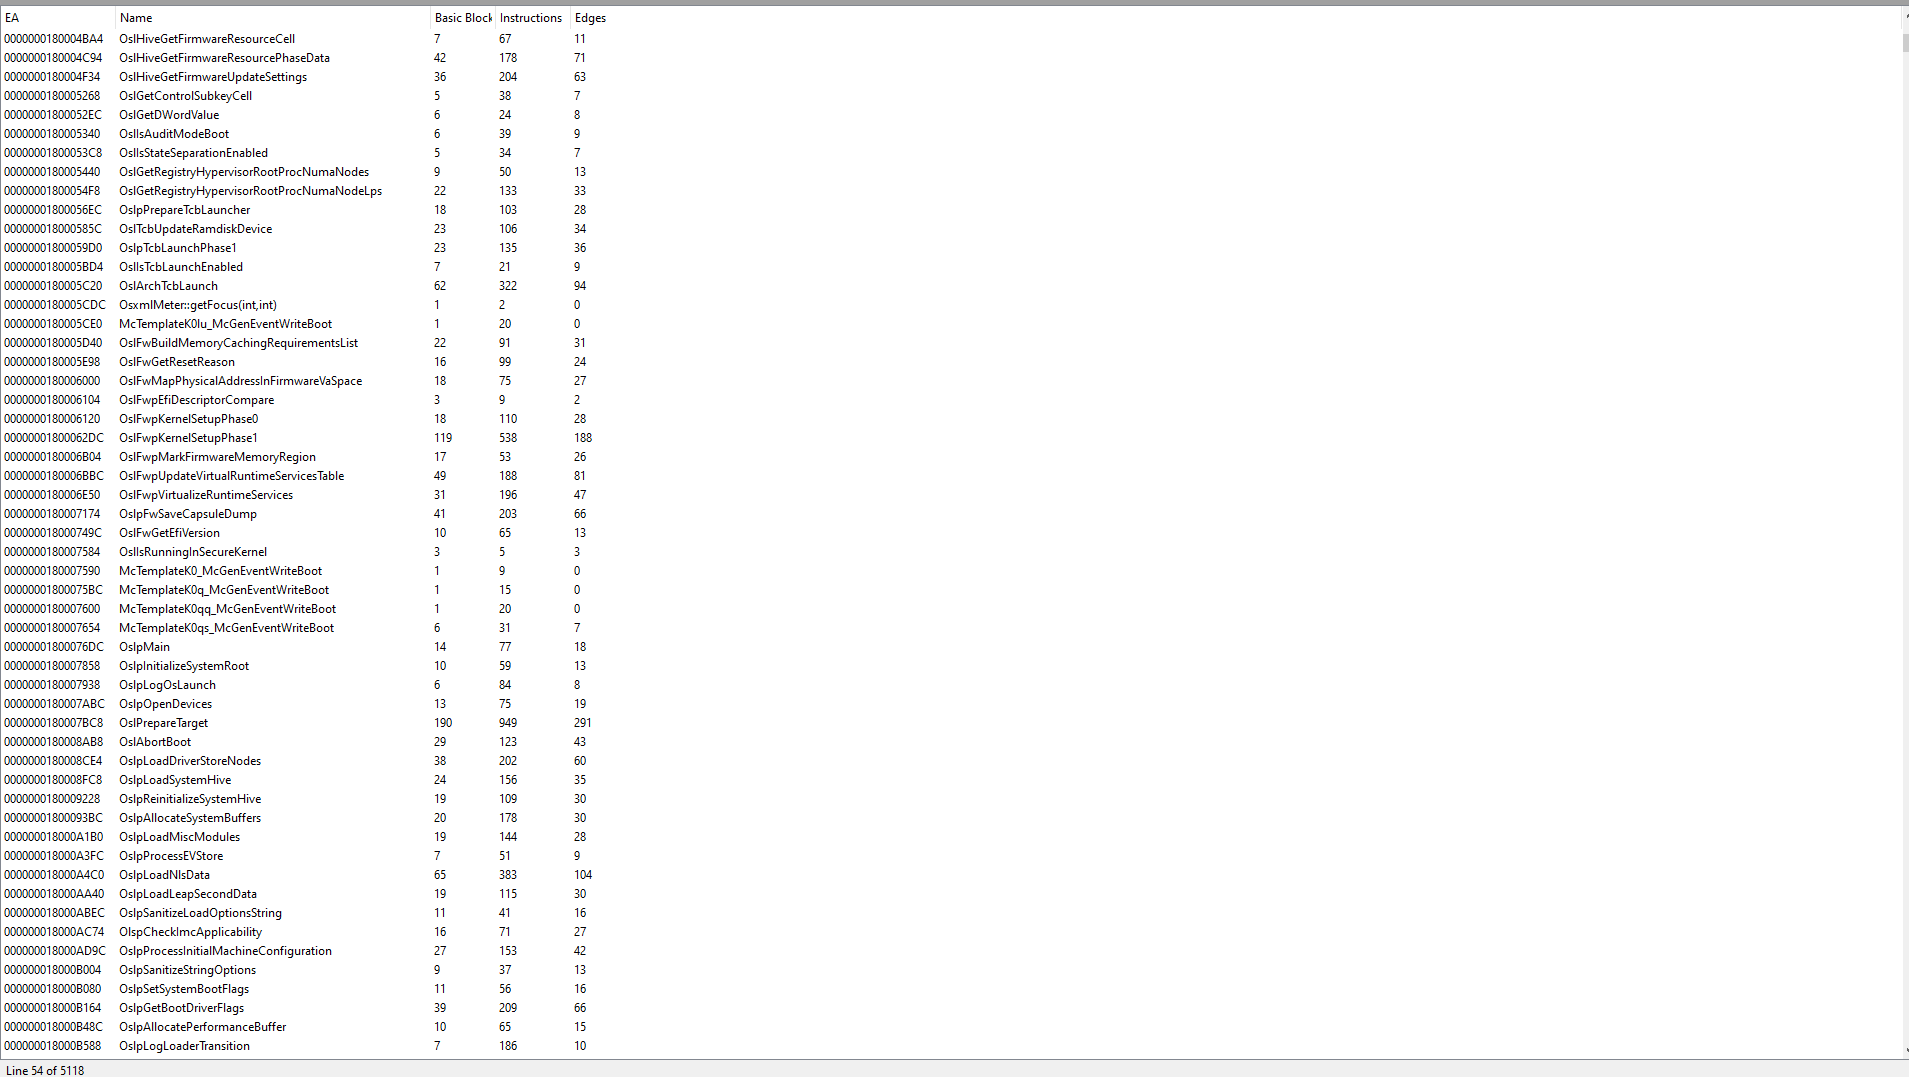 EA Name Basic Block Instructions Edges
0000000180004BA4 OslHiveGetFirmwareResourceCell 7 67 11
0000000180004C94 OslHiveGetFirmwareResourcePhaseData 42 178 71
0000000180004F34 OslHiveGetFirmwareUpdateSettings 36 204 63
0000000180005268 OslGetControlSubkeyCell 5 38 7
00000001800052EC OslGetDWordValue 6 24 8
0000000180005340 OslIsAuditModeBoot 6 39 9
00000001800053C8 OslIsStateSeparationEnabled 5 34 7
0000000180005440 OslGetRegistryHypervisorRootProcNumaNodes 9 50 13
00000001800054F8 OslGetRegistryHypervisorRootProcNumaNodeLps 22 133 33
00000001800056EC OslpPrepareTcbLauncher 18 103 28
000000018000585C OslTcbUpdateRamdiskDevice 23 106 34
00000001800059D0 OslpTcbLaunchPhase1 23 135 36
0000000180005BD4 OslIsTcbLaunchEnabled 7 21 9
0000000180005C20 OslArchTcbLaunch 62 322 94
0000000180005CDC OsxmlMeter::getFocus(int,int) 1 2 0
0000000180005CE0 McTemplateK0lu_McGenEventWriteBoot 1 20 0
0000000180005D40 OslFwBuildMemoryCachingRequirementsList 22 91 31
0000000180005E98 OslFwGetResetReason 16 99 24
0000000180006000 OslFwMapPhysicalAddressInFirmwareVaSpace 18 75 27
0000000180006104 OslFwpEfiDescriptorCompare 3 9 2
0000000180006120 OslFwpKernelSetupPhase0 18 110 28
00000001800062DC OslFwpKernelSetupPhase1 119 538 188
0000000180006B04 OslFwpMarkFirmwareMemoryRegion 17 53 26
0000000180006BBC OslFwpUpdateVirtualRuntimeServicesTable 49 188 81
0000000180006E50 OslFwpVirtualizeRuntimeServices 31 196 47
0000000180007174 OslpFwSaveCapsuleDump 41 203 66
000000018000749C OslFwGetEfiVersion 10 65 13
0000000180007584 OslIsRunningInSecureKernel 3 5 3
0000000180007590 McTemplateK0_McGenEventWriteBoot 1 9 0
00000001800075BC McTemplateK0q_McGenEventWriteBoot 1 15 0
0000000180007600 McTemplateK0qq_McGenEventWriteBoot 1 20 0
0000000180007654 McTemplateK0qs_McGenEventWriteBoot 6 31 7
00000001800076DC OslpMain 14 77 18
0000000180007858 OslpInitializeSystemRoot 10 59 13
0000000180007938 OslpLogOsLaunch 6 84 8
0000000180007ABC OslpOpenDevices 13 75 19
0000000180007BC8 OslPrepareTarget 190 949 291
0000000180008AB8 OslAbortBoot 29 123 43
0000000180008CE4 OslpLoadDriverStoreNodes 38 202 60
0000000180008FC8 OslpLoadSystemHive 24 156 35
0000000180009228 OslpReinitializeSystemHive 19 109 30
00000001800093BC OslpAllocateSystemBuffers 20 178 30
000000018000A1B0 OslpLoadMiscModules 19 144 28
000000018000A3FC OslpProcessEVStore 7 51 9
000000018000A4C0 OslpLoadNlsData 65 383 104
000000018000AA40 OslpLoadLeapSecondData 19 115 30
000000018000ABEC OslpSanitizeLoadOptionsString 11 41 16
000000018000AC74 OlspCheckImcApplicability 16 71 27
000000018000AD9C OslpProcessInitialMachineConfiguration 27 153 42
000000018000B004 OslpSanitizeStringOptions 9 37 13
000000018000B080 OslpSetSystemBootFlags 11 56 16
000000018000B164 OslpGetBootDriverFlags 39 209 66
000000018000B48C OslpAllocatePerformanceBuffer 10 65 15
000000018000B588 OslpLogLoaderTransition 7 186 10
Line 54 of 5118